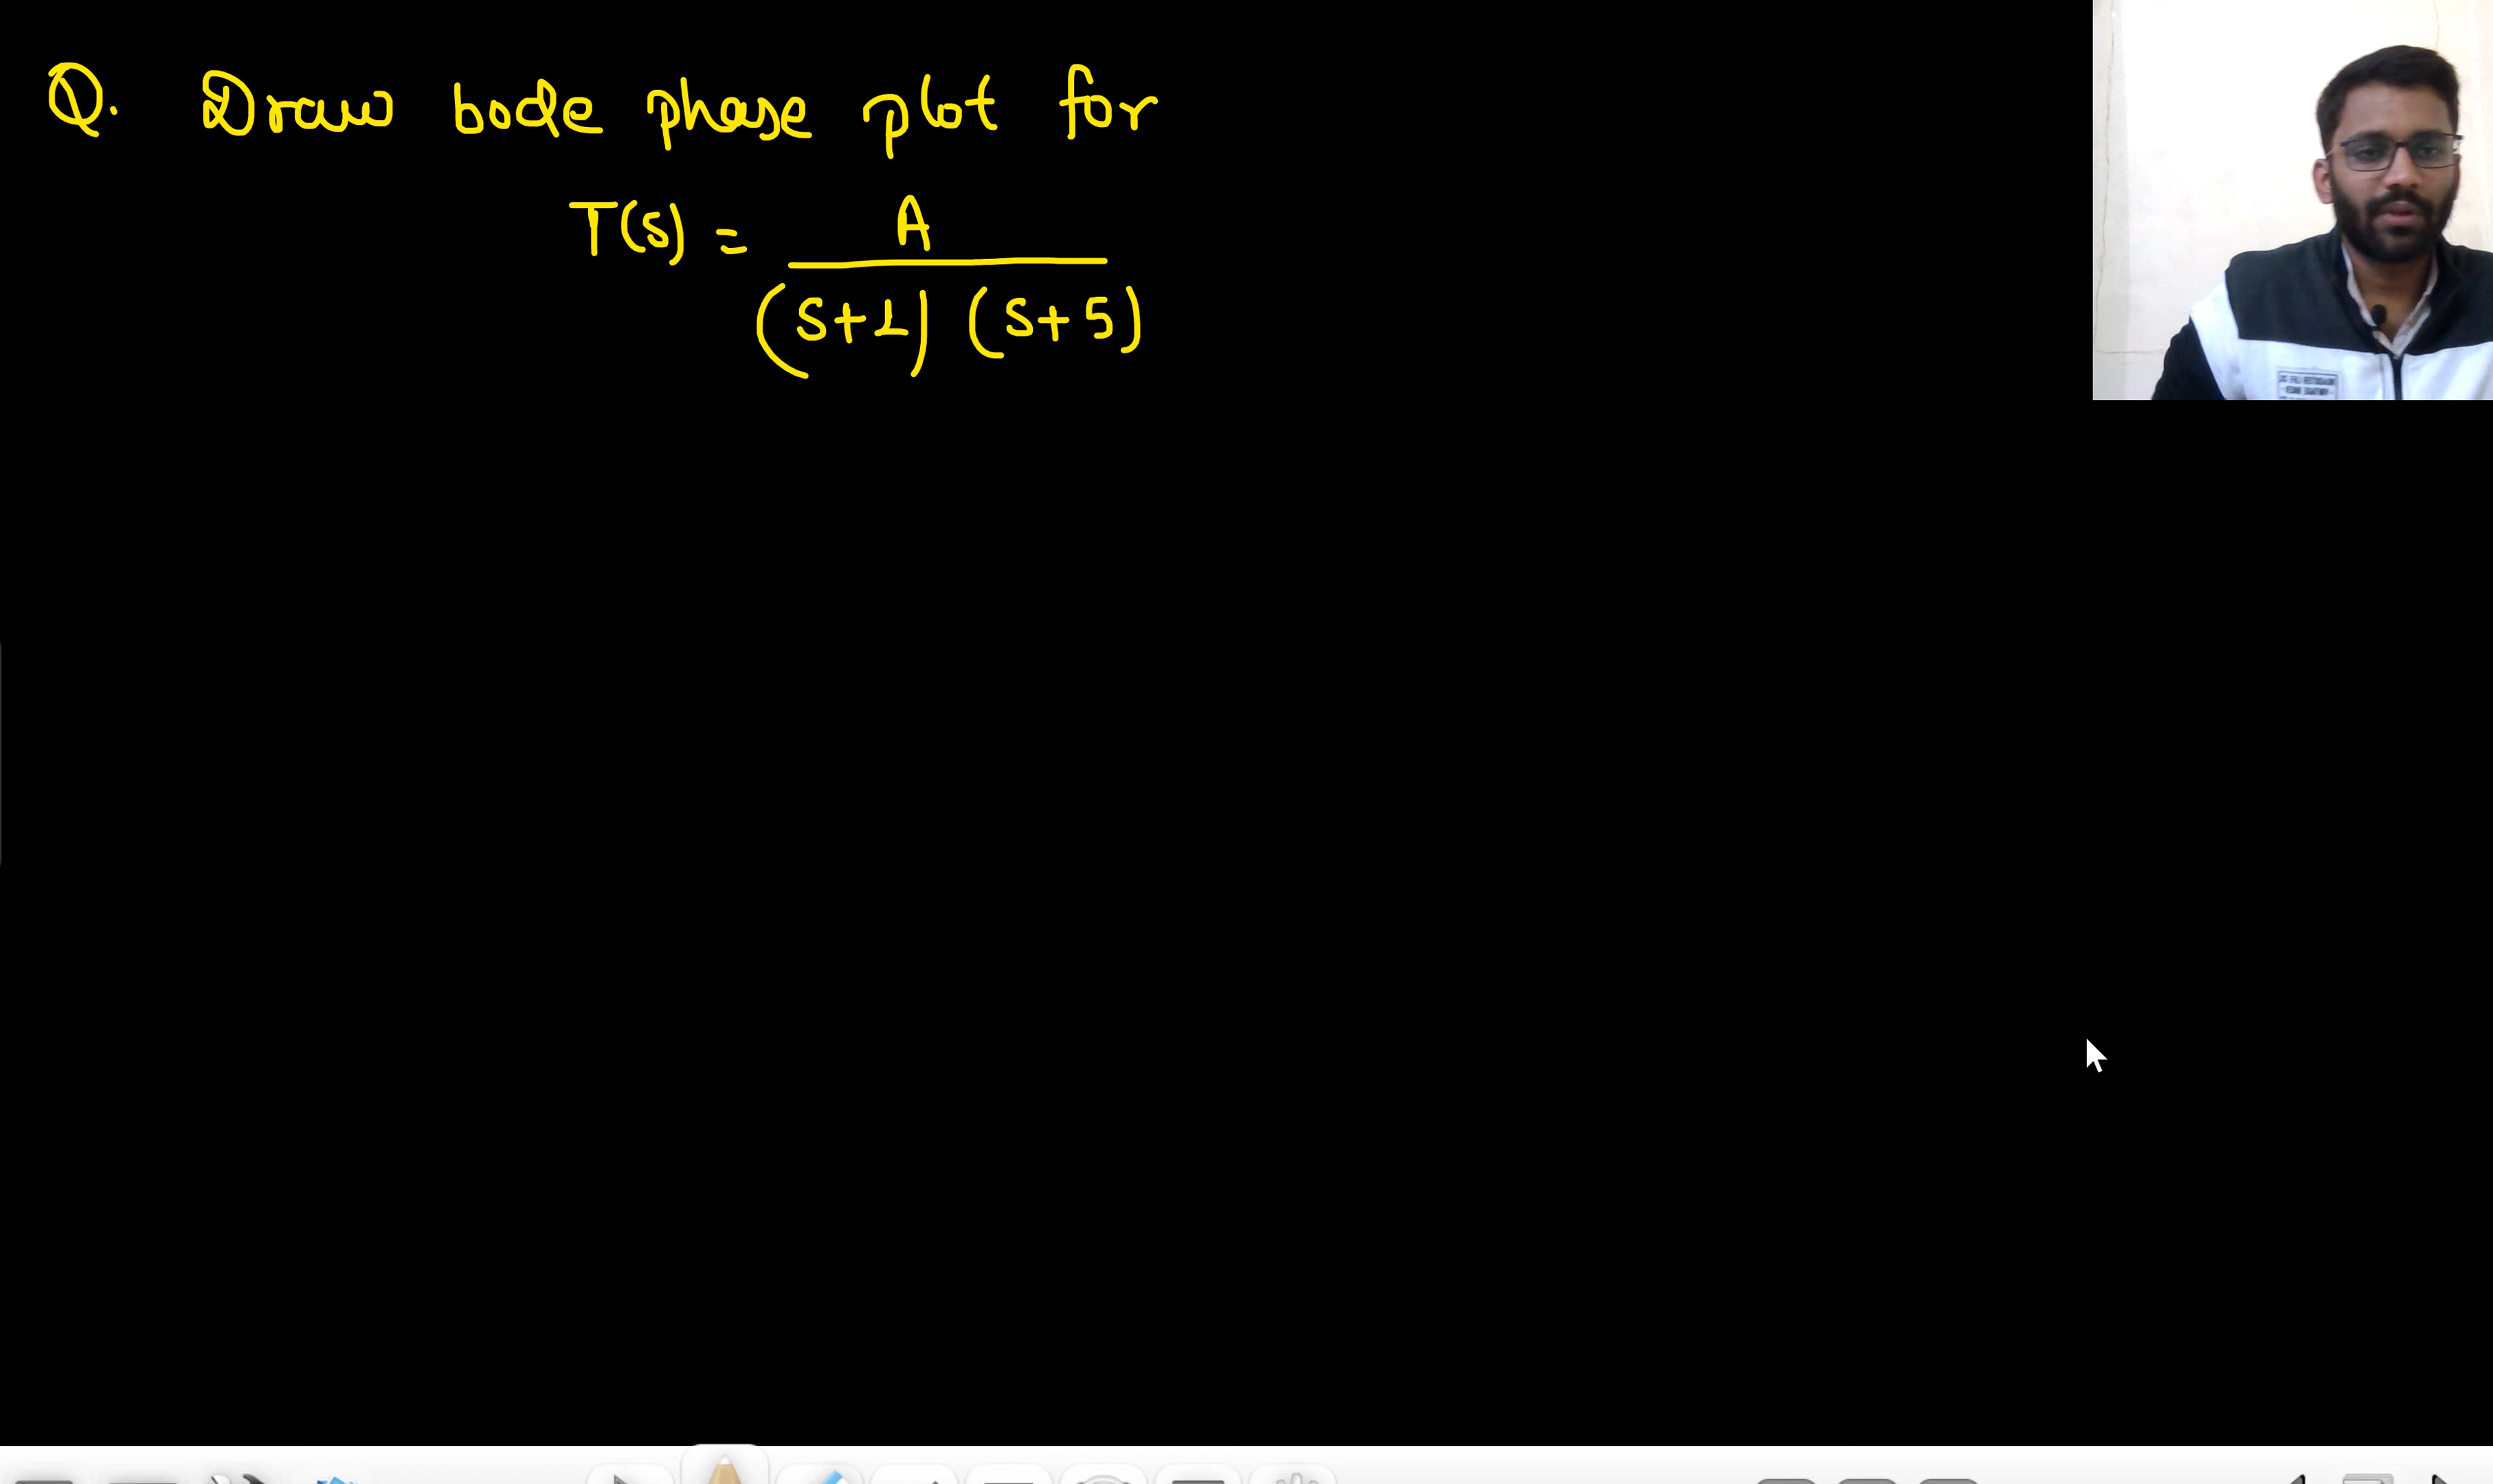 Q. Draw bode phase plot for
T(s) = A
(s+1) (s+5)